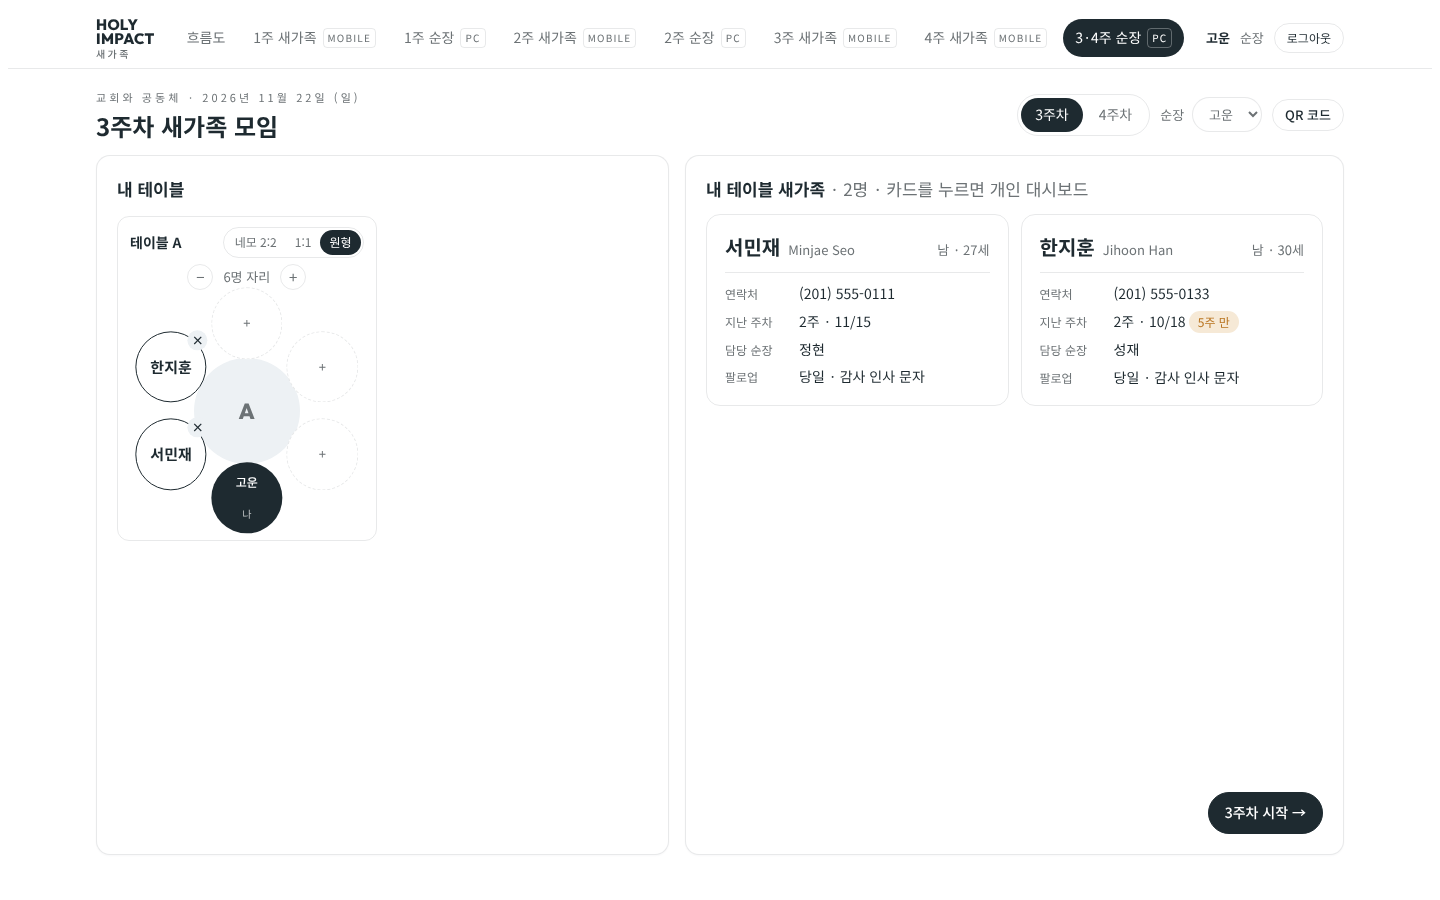 HOLY
IMPACT
새가족
흐름도
1주 새가족 MOBILE
1주 순장 PC
2주 새가족 MOBILE
2주 순장 PC
3주 새가족 MOBILE
4주 새가족 MOBILE
3·4주 순장 PC
고운 순장
로그아웃
교회와 공동체 · 2026년 11월 22일 (일)
3주차 새가족 모임
3주차
4주차
순장
고운
QR 코드
내 테이블
테이블 A
네모 2:2
1:1
원형
− 6명 자리 +
+
한지훈
✕
+
A
서민재
✕
+
고운
나
내 테이블 새가족 · 2명 · 카드를 누르면 개인 대시보드
서민재 Minjae Seo 남 · 27세
연락처 (201) 555-0111
지난 주차 2주 · 11/15
담당 순장 정현
팔로업 당일 · 감사 인사 문자
한지훈 Jihoon Han 남 · 30세
연락처 (201) 555-0133
지난 주차 2주 · 10/18 5주 만
담당 순장 성재
팔로업 당일 · 감사 인사 문자
3주차 시작 →